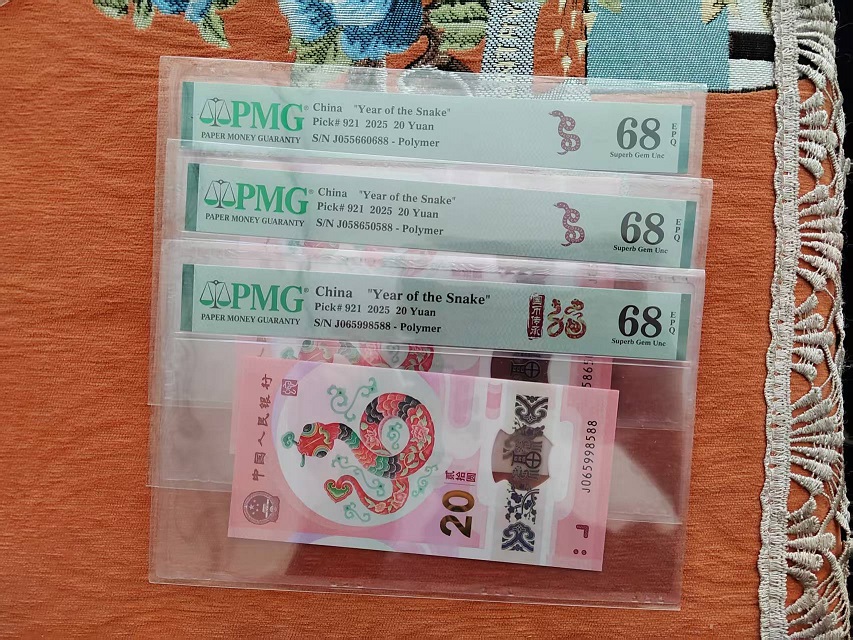 PMG
PAPER MONEY GUARANTY
China "Year of the Snake"
Pick# 921 2025 20 Yuan
S/N J055660688 - Polymer
68
EPQ
Superb Gem Unc
PMG
PAPER MONEY GUARANTY
China "Year of the Snake"
Pick# 921 2025 20 Yuan
S/N J058650588 - Polymer
68
EPQ
Superb Gem Unc
PMG
PAPER MONEY GUARANTY
China "Year of the Snake"
Pick# 921 2025 20 Yuan
S/N J065998588 - Polymer
福
68
EPQ
Superb Gem Unc
中国人民银行
贰拾圆
20
J065998588